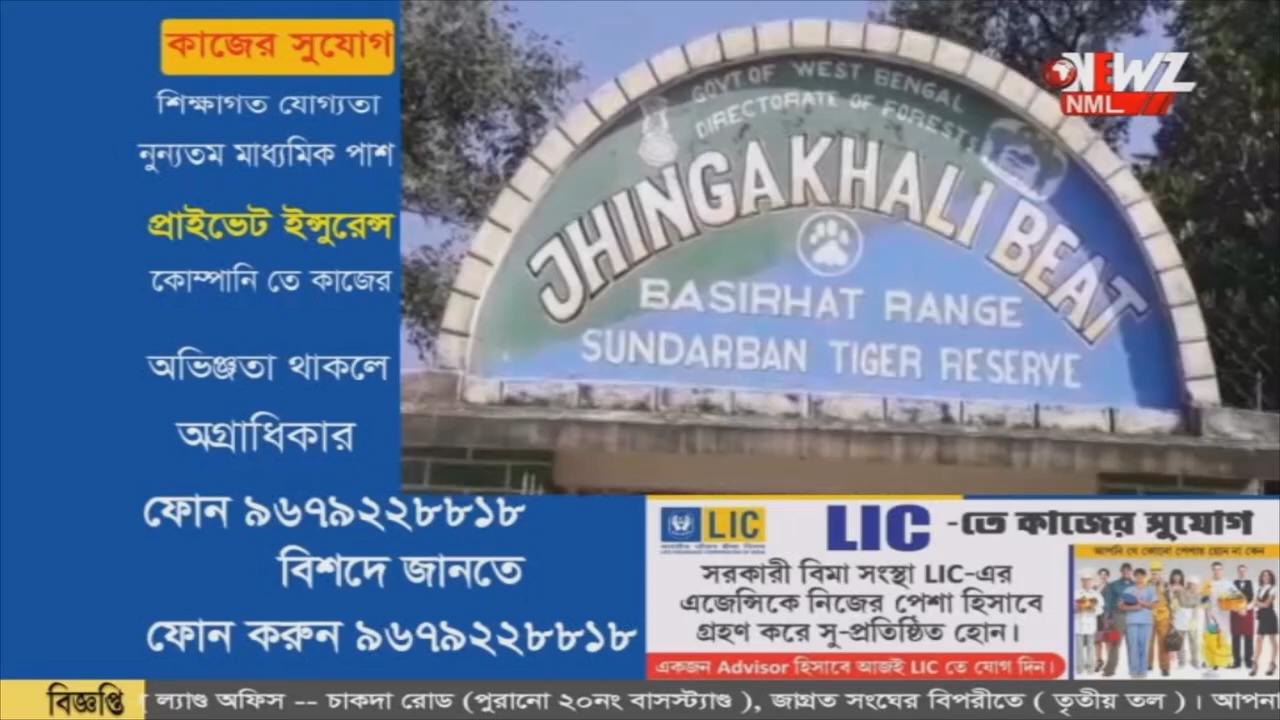 কাজের সুযোগ
শিক্ষাগত যোগ্যতা
নুন্যতম মাধ্যমিক পাশ
প্রাইভেট ইন্সুরেন্স
কোম্পানি তে কাজের
অভিঞ্জতা থাকলে
অগ্রাধিকার
ফোন ৯৬৭৯২২৮৮১৮
বিশদে জানতে
ফোন করুন ৯৬৭৯২২৮৮১৮
GOVT. OF WEST BENGAL
DIRECTORATE OF FORESTS
JHINGAKHALI BEAT
BASIRHAT RANGE
SUNDARBAN TIGER RESERVE
NEWZ
NML
LIC
LIC -তে কাজের সুযোগ
আপনি যে কোনো পেশায় হোন না কেন
সরকারী বিমা সংস্থা LIC-এর
এজেন্সিকে নিজের পেশা হিসাবে
গ্রহণ করে সু-প্রতিষ্ঠিত হোন।
একজন Advisor হিসাবে আজই LIC তে যোগ দিন।
বিজ্ঞপ্তি
ল্যাণ্ড অফিস -- চাকদা রোড (পুরানো ২০নং বাসস্ট্যাণ্ড ), জাগ্রত সংঘের বিপরীতে ( তৃতীয় তল ) । আপনা